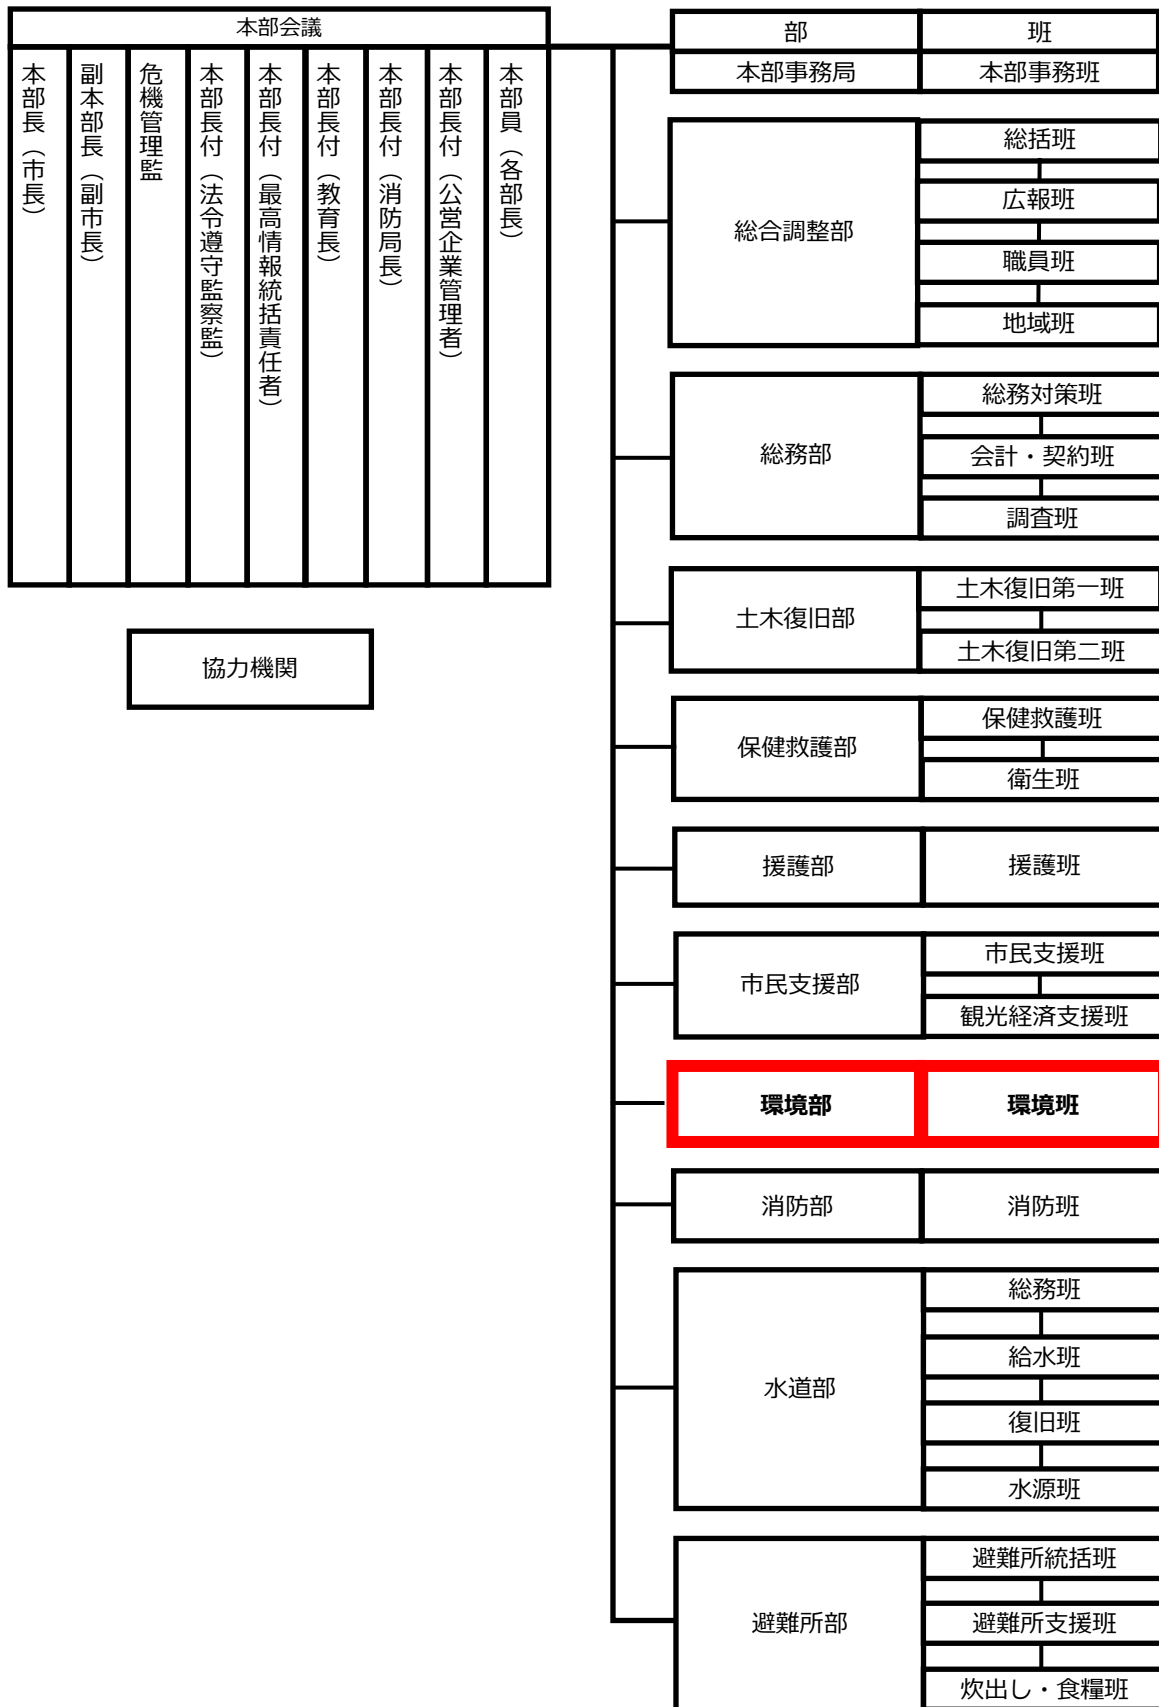 本部会議
本部長（市長）
副本部長（副市長）
危機管理監
本部長付（法令遵守監察監）
本部長付（最高情報統括責任者）
本部長付（教育長）
本部長付（消防局長）
本部長付（公営企業管理者）
本部員（各部長）
協力機関
部 班
本部事務局 本部事務班
総合調整部
総括班
広報班
職員班
地域班
総務部
総務対策班
会計・契約班
調査班
土木復旧部
土木復旧第一班
土木復旧第二班
保健救護部
保健救護班
衛生班
援護部 援護班
市民支援部
市民支援班
観光経済支援班
環境部 環境班
消防部 消防班
水道部
総務班
給水班
復旧班
水源班
避難所部
避難所統括班
避難所支援班
炊出し・食糧班